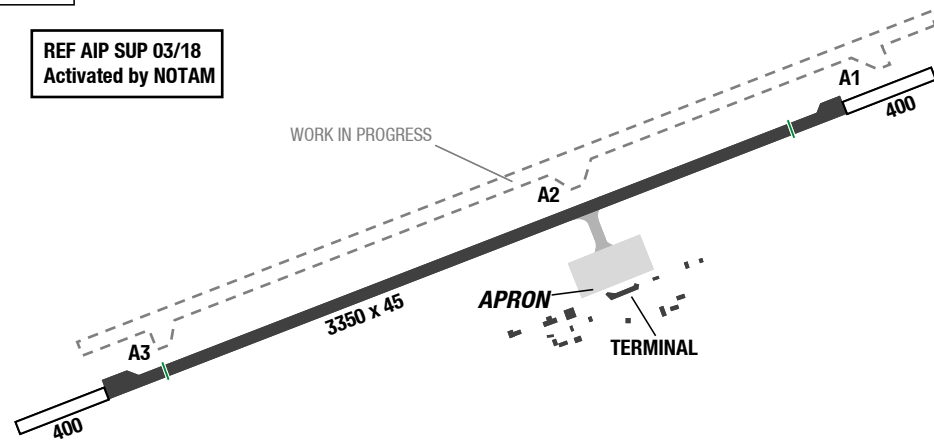 REF AIP SUP 03/18
Activated by NOTAM
A1
400
WORK IN PROGRESS
A2
APRON
3350 X 45
TERMINAL
A3
400